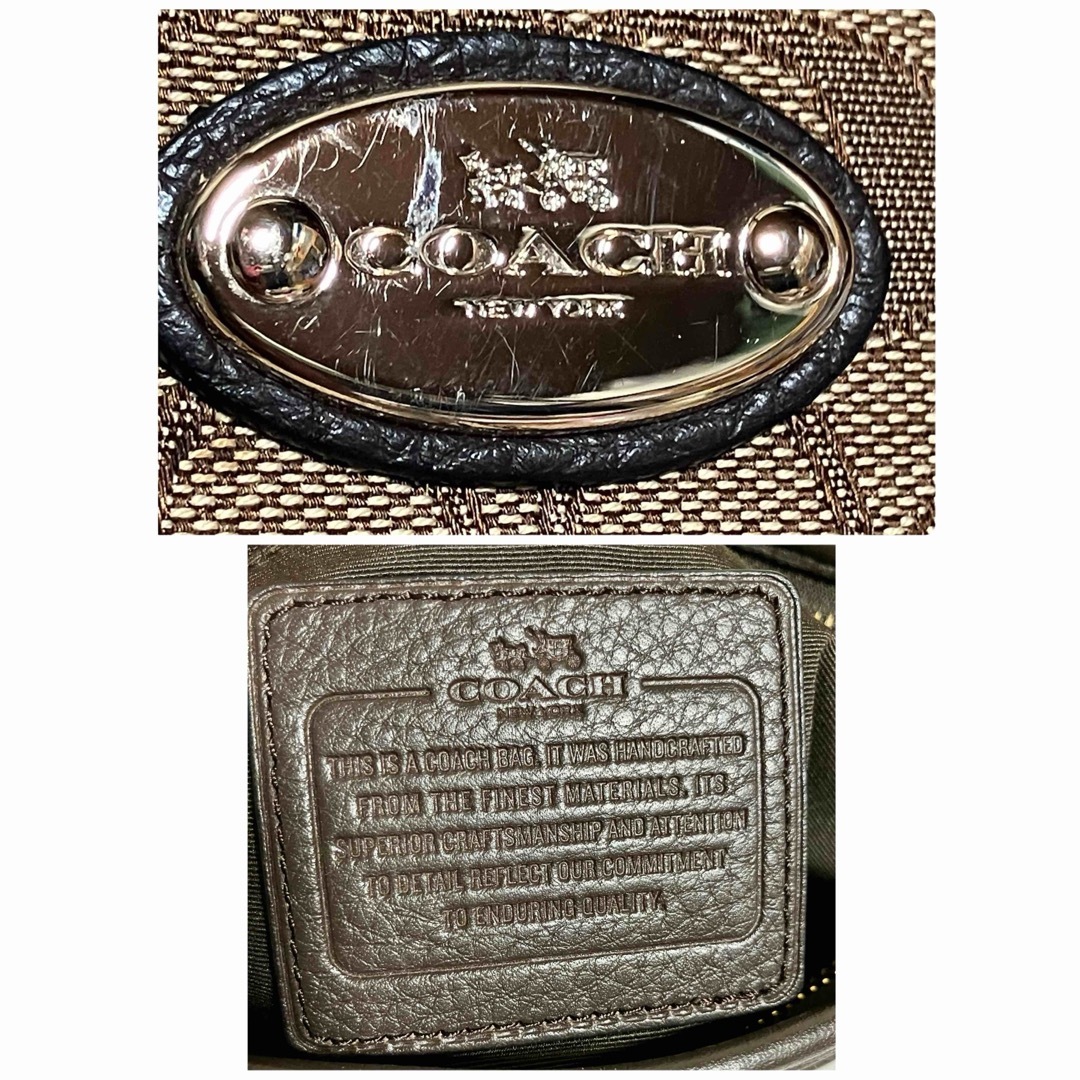 COACH
NEW YORK
COACH
NEW YORK
THIS IS A COACH BAG. IT WAS HANDCRAFTED
FROM THE FINEST MATERIALS. ITS
SUPERIOR CRAFTSMANSHIP AND ATTENTION
TO DETAIL REFLECT OUR COMMITMENT
TO ENDURING QUALITY.